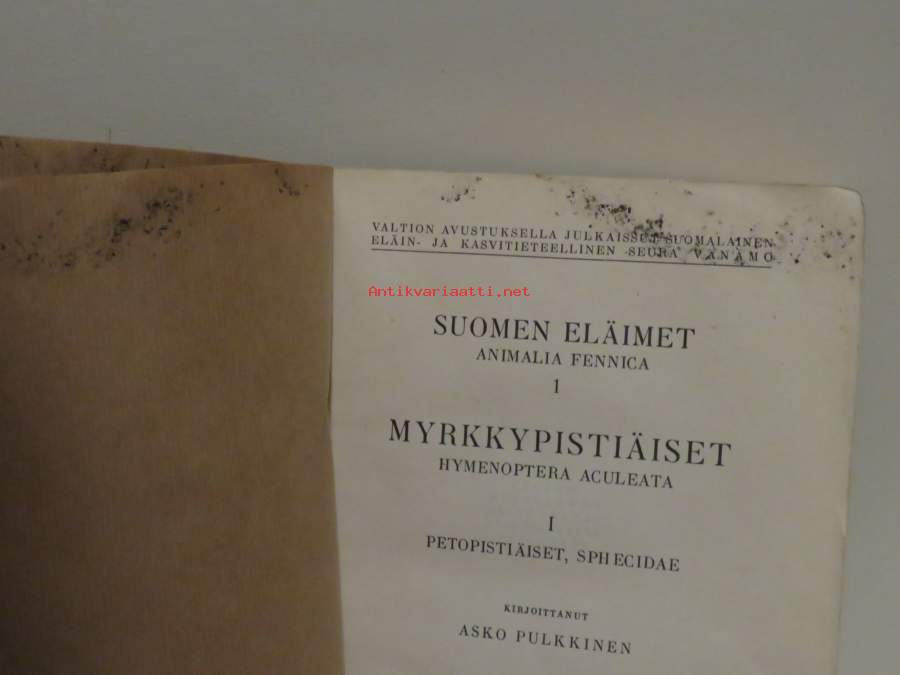 VALTION AVUSTUKSELLA JULKAISSUT SUOMALAINEN
ELÄIN- JA KASVITIETEELLINEN SEURA VANAMO
Antikvariaatti.net
SUOMEN ELÄIMET
ANIMALIA FENNICA
1
MYRKKYPISTIÄISET
HYMENOPTERA ACULEATA
I
PETOPISTIÄISET, SPHECIDAE
KIRJOITTANUT
ASKO PULKKINEN